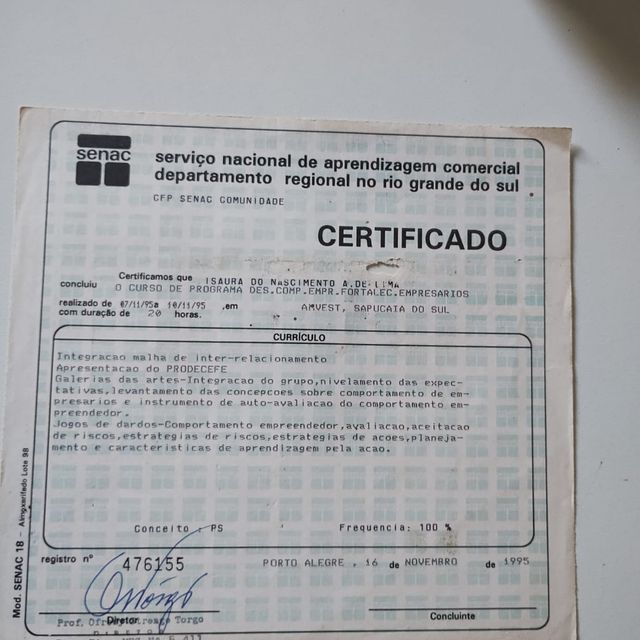 senac
serviço nacional de aprendizagem comercial
departamento regional no rio grande do sul
CFP SENAC COMUNIDADE
CERTIFICADO
Certificamos que ISAURA DO NASCIMENTO A.DE LIMA
concluiu O CURSO DE PROGRAMA DES.COMP.EMPR.FORTALEC.EMPRESARIOS
realizado de 07/11/95a 10/11/95 ,em AMVEST, SAPUCAIA DO SUL
com duração de 20 horas.
CURRÍCULO
Integracao malha de inter-relacionamento
Apresentacao do PRODECEFE
Galerias das artes-Integracao do grupo,nivelamento das expec-
tativas,levantamento das concepcoes sobre comportamento de em-
presarios e instrumento de auto-avaliacao do comportamento em-
preendedor.
Jogos de dardos-Comportamento empreendedor,avaliacao,aceitacao
de riscos,estrategias de riscos,estrategias de acoes,planeja-
mento e caracteristicas de aprendizagem pela acao.
Conceito : PS Frequencia: 100 %
registro nº 476155 PORTO ALEGRE , 16 de NOVEMBRO de 1995
Diretor Concluinte
Prof. Torgo
Mod. SENAC 18 - Almoxarifado Lote 98